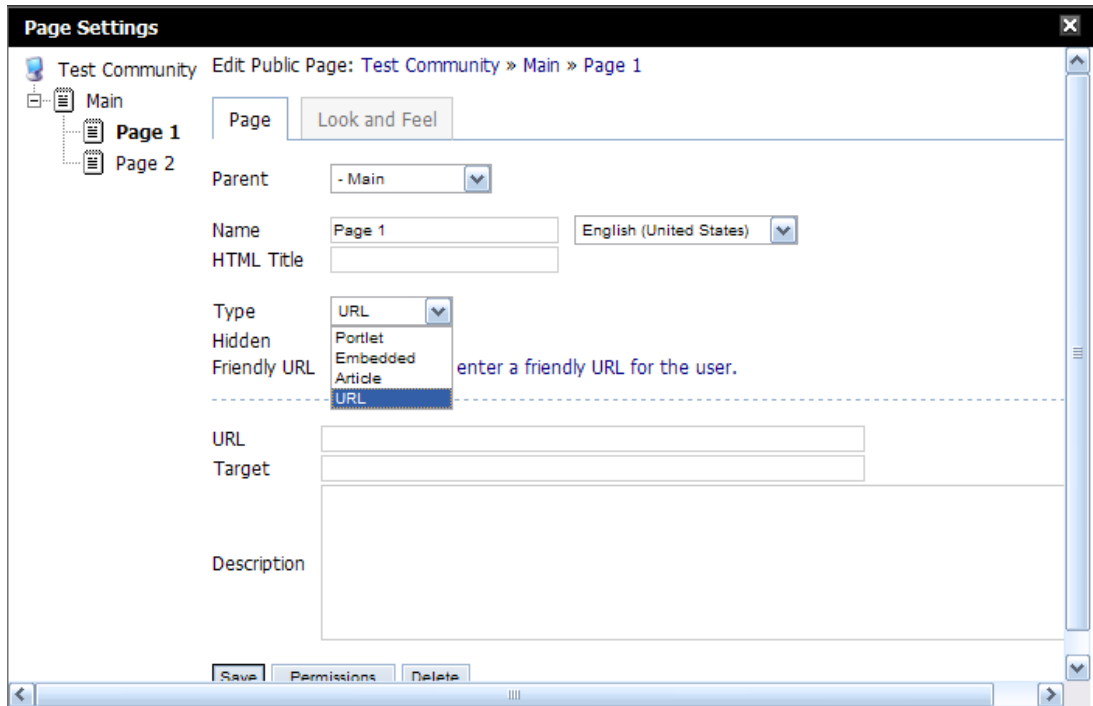 Page Settings
Test Community
Main
Page 1
Page 2
Edit Public Page: Test Community » Main » Page 1
Page
Look and Feel
Parent - Main
Name Page 1 English (United States)
HTML Title
Type URL
Hidden Portlet
Embedded
Friendly URL enter a friendly URL for the user.
Article
URL
URL
Target
Description
Save Permissions Delete